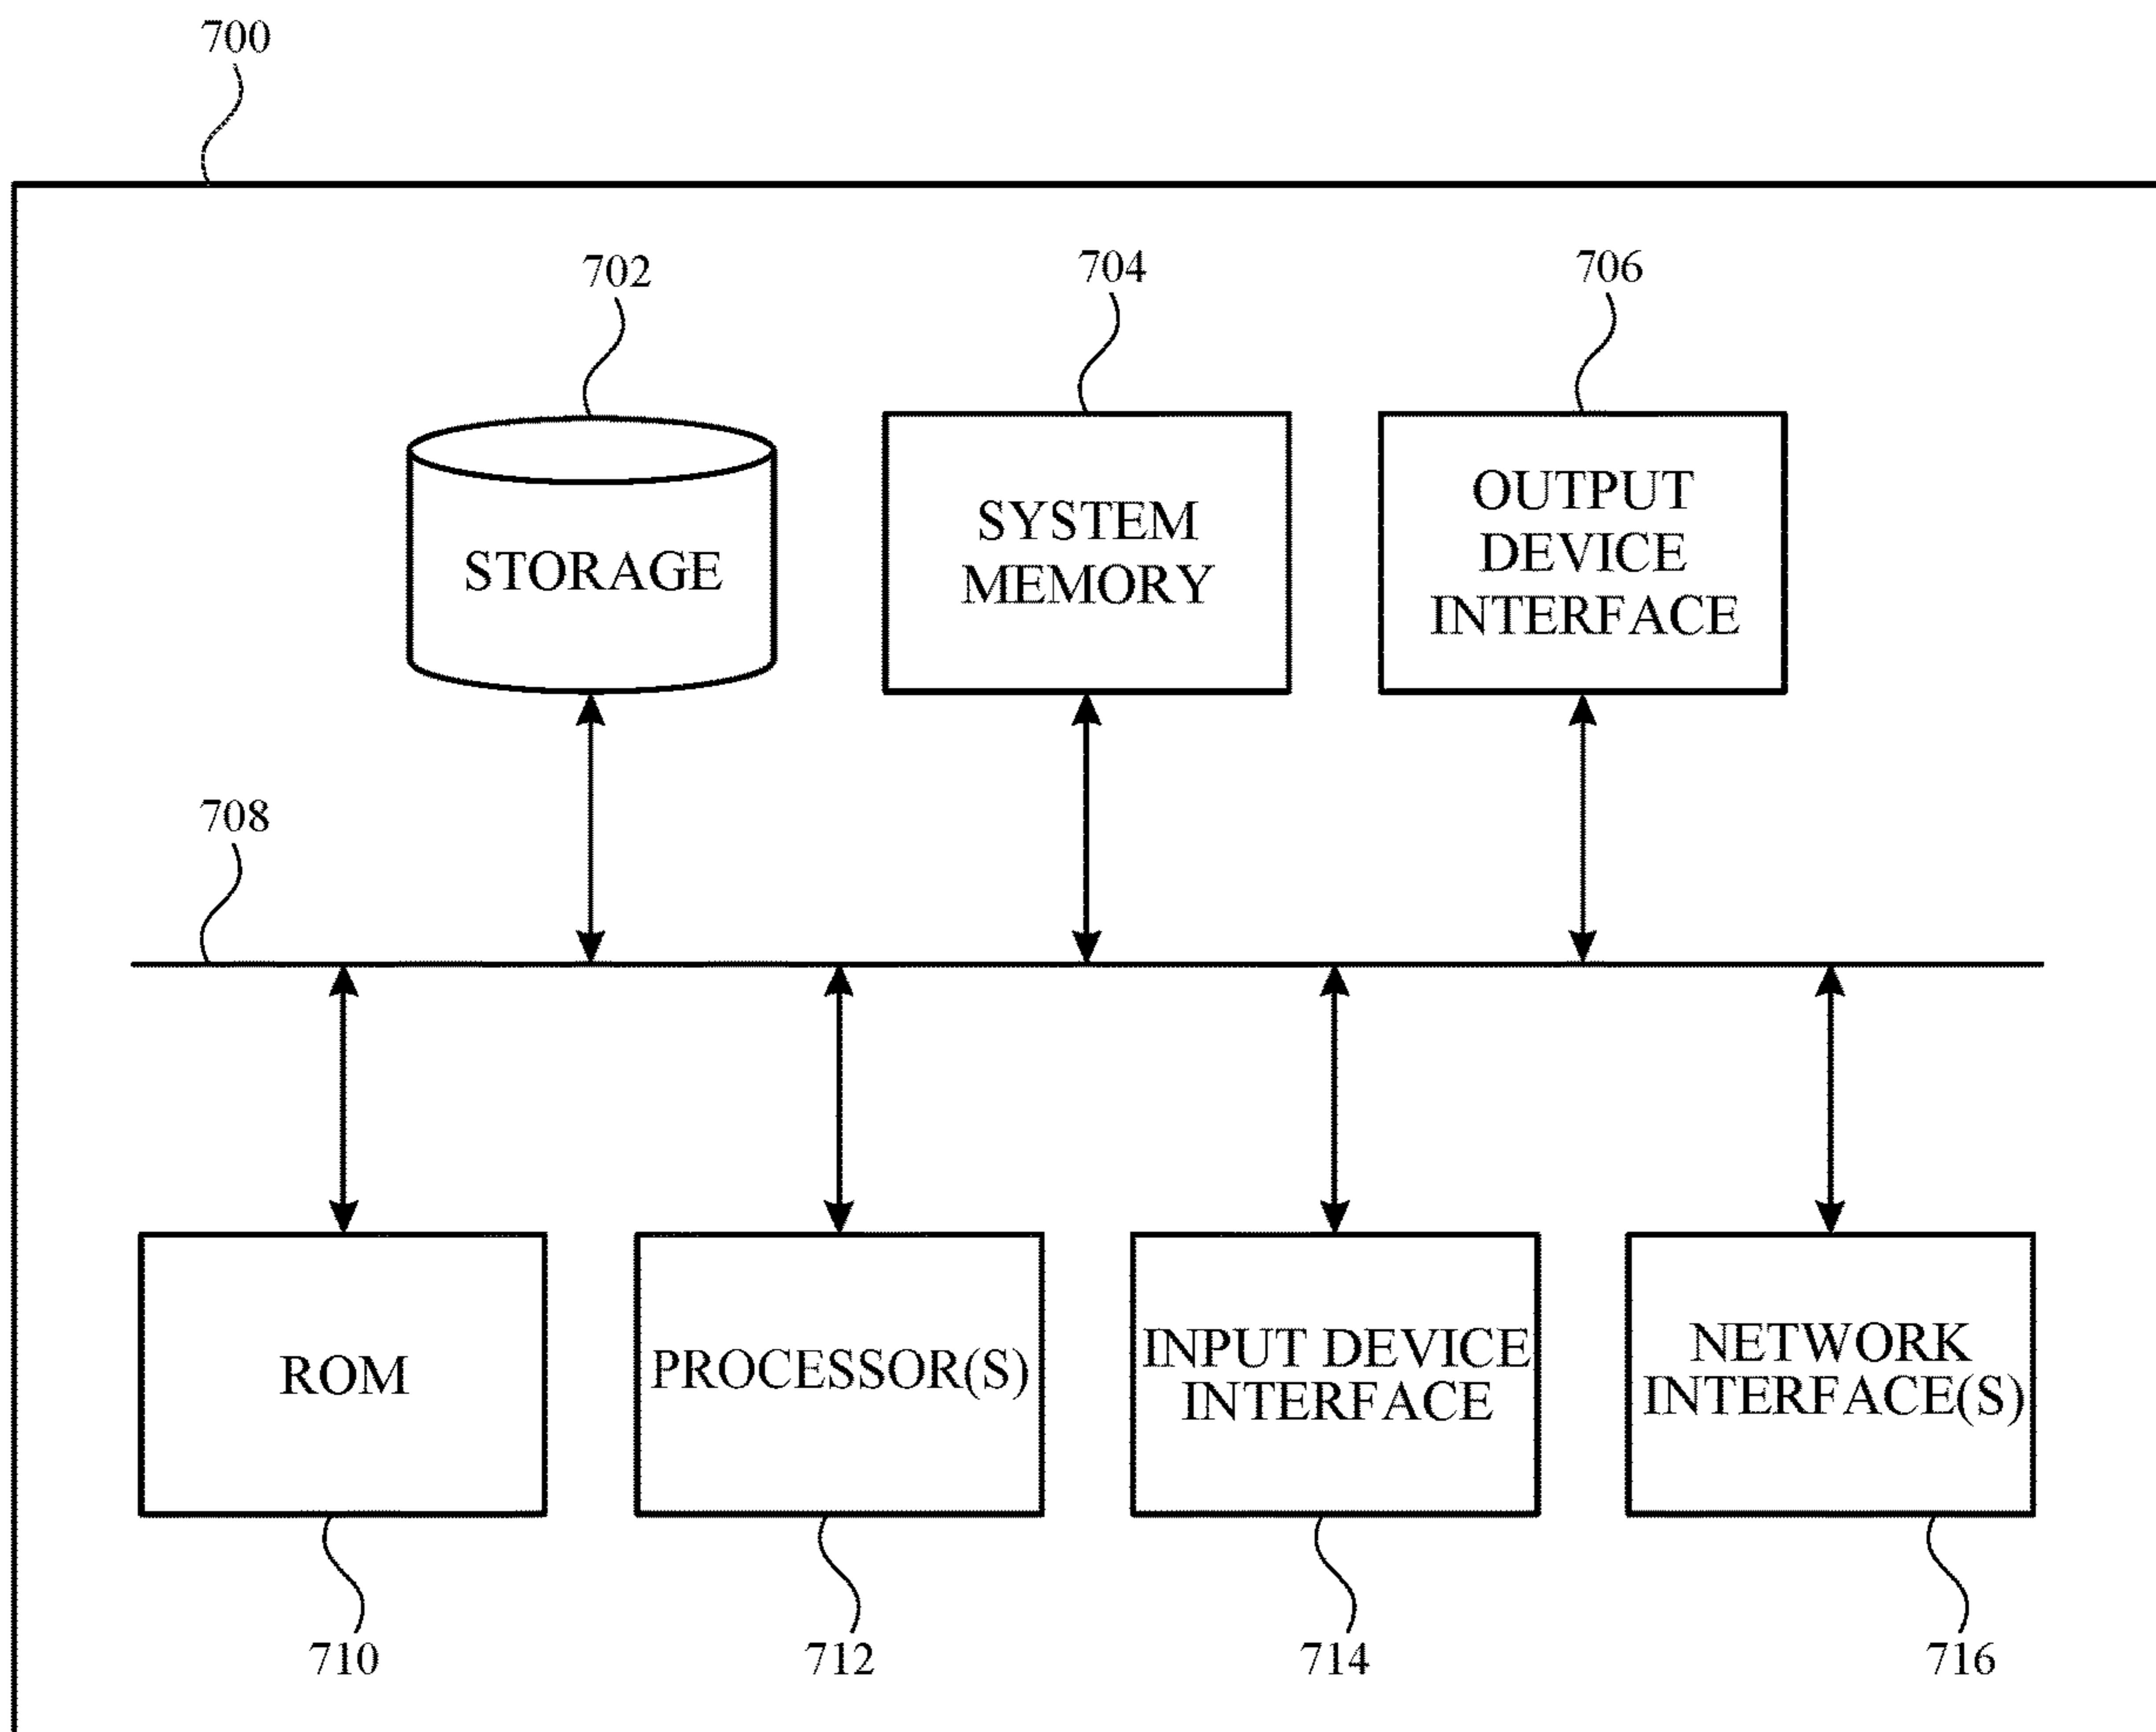 700
702
704
706
STORAGE
SYSTEM
MEMORY
OUTPUT
DEVICE
INTERFACE
708
ROM
PROCESSOR(S)
INPUT DEVICE
INTERFACE
NETWORK
INTERFACE(S)
710
712
714
716